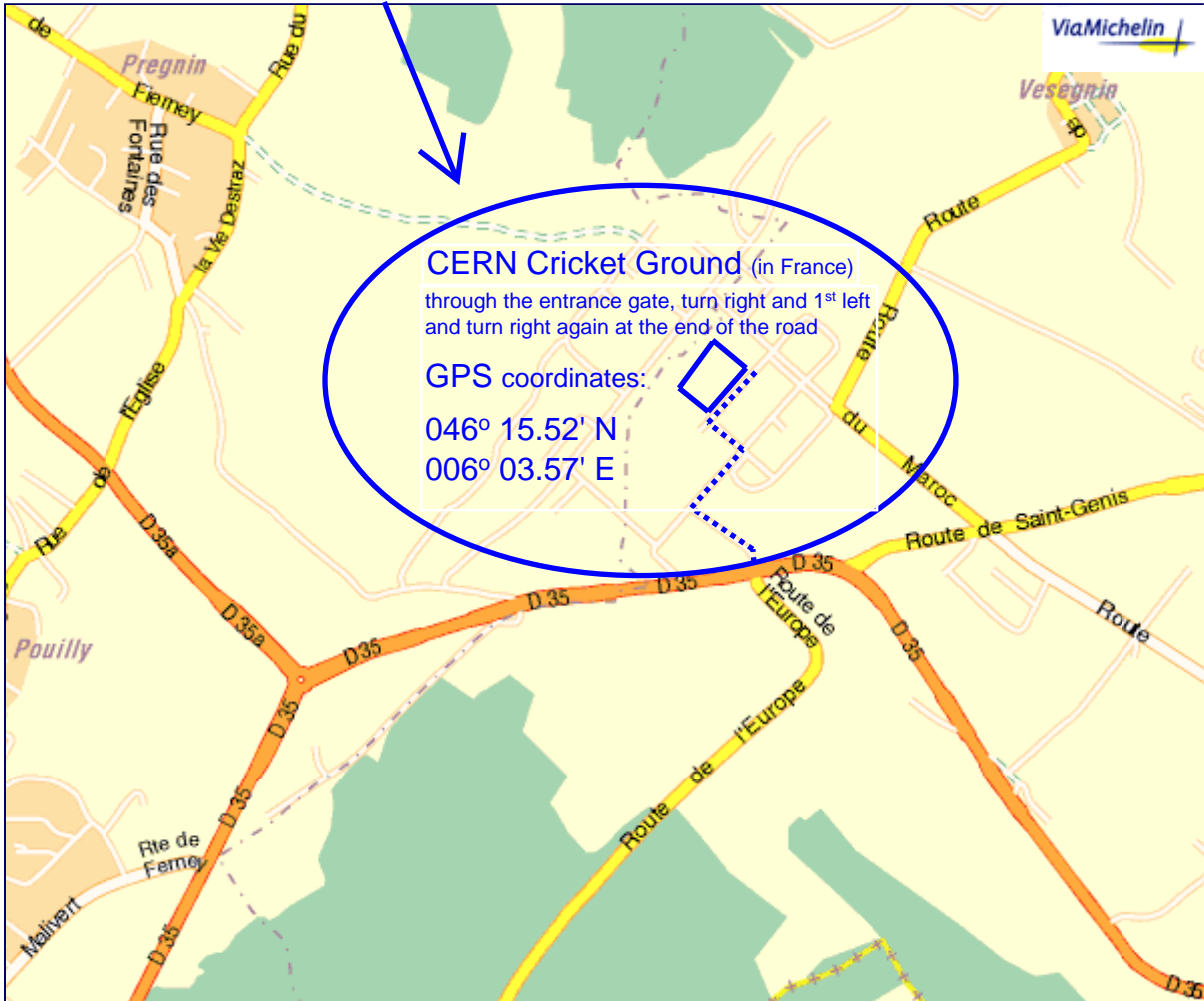 ViaMichelin
de
Pregnin
Fierney
Rue du
Rue des
Fontaines
la Vie Destraz
Vesegnin
de
Route
CERN Cricket Ground (in France)
through the entrance gate, turn right and 1st left
and turn right again at the end of the road
GPS coordinates:
046º 15.52' N
006º 03.57' E
Route
du
Maroc
Route
Route de Saint-Genis
l'Eglise
de
Rue
D 35a
D 35a
D 35
D 35
D 35
D 35
D 35
Route de
l'Europe
l'Europe
de
Route
Pouilly
D 35
D 35
D 35
Rte de
Ferney
Melivert
D 35